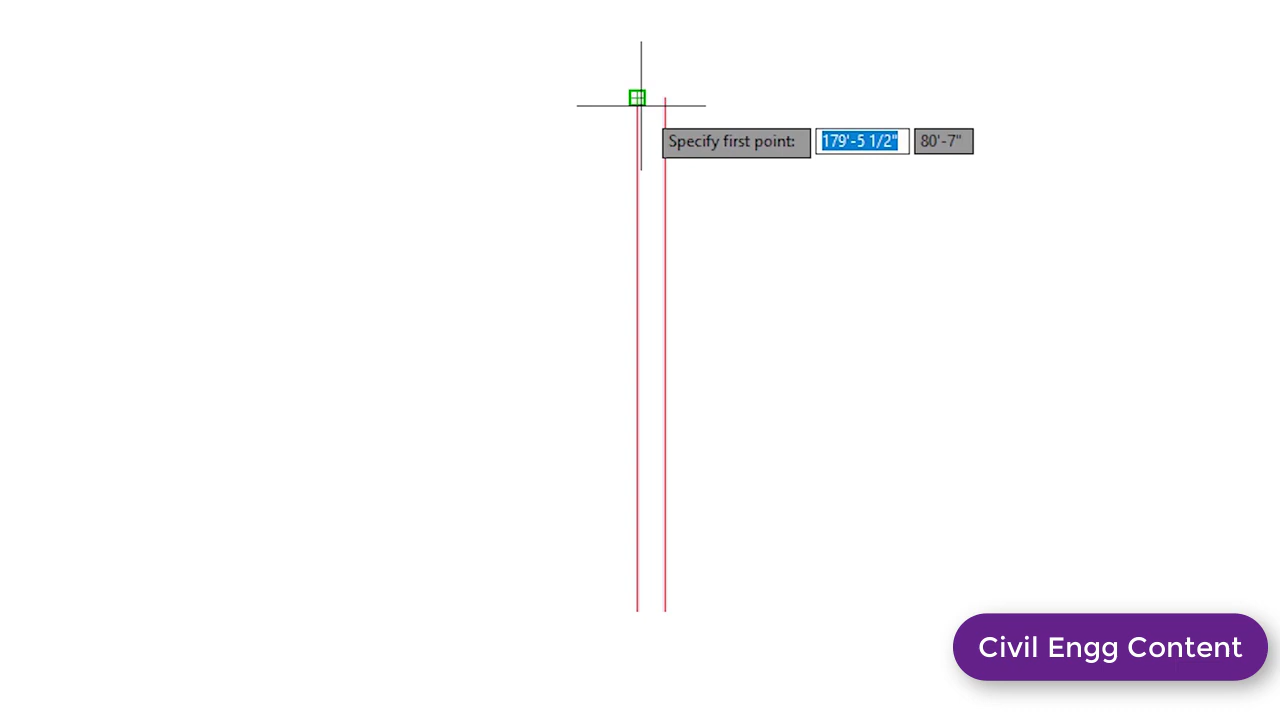 Specify first point: 179'-5 1/2" 80'-7"
Civil Engg Content